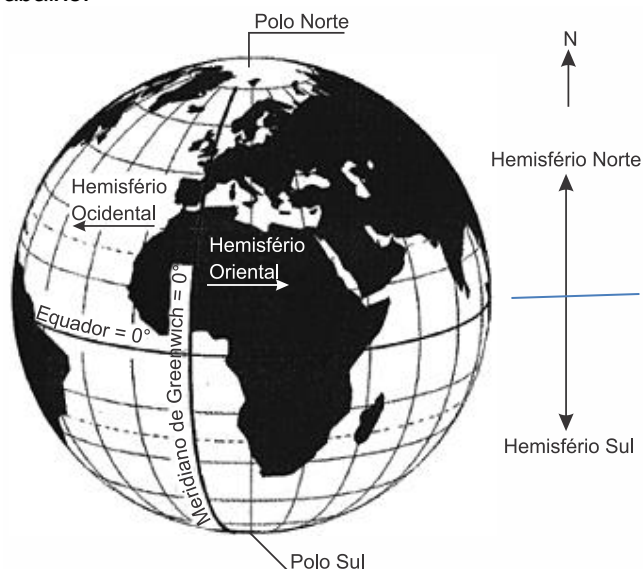 Polo Norte
N
Hemisfério Norte
Hemisfério
Ocidental
Hemisfério
Oriental
Equador = 0°
Meridiano de Greenwich = 0°
Hemisfério Sul
Polo Sul